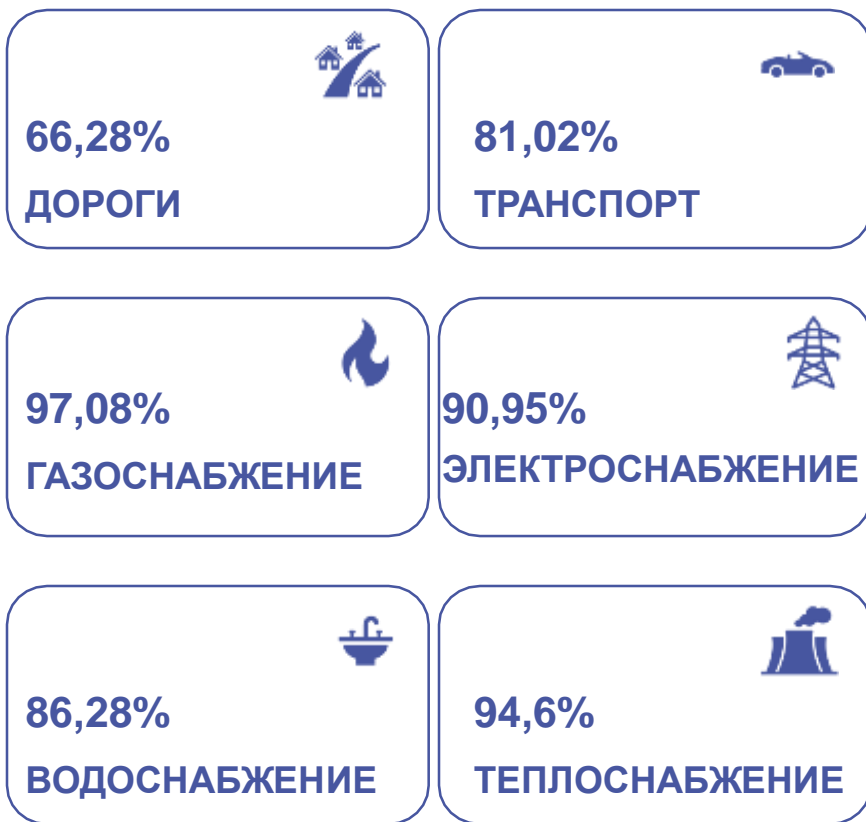 66,28%
ДОРОГИ
81,02%
ТРАНСПОРТ
97,08%
ГАЗОСНАБЖЕНИЕ
90,95%
ЭЛЕКТРОСНАБЖЕНИЕ
86,28%
ВОДОСНАБЖЕНИЕ
94,6%
ТЕПЛОСНАБЖЕНИЕ